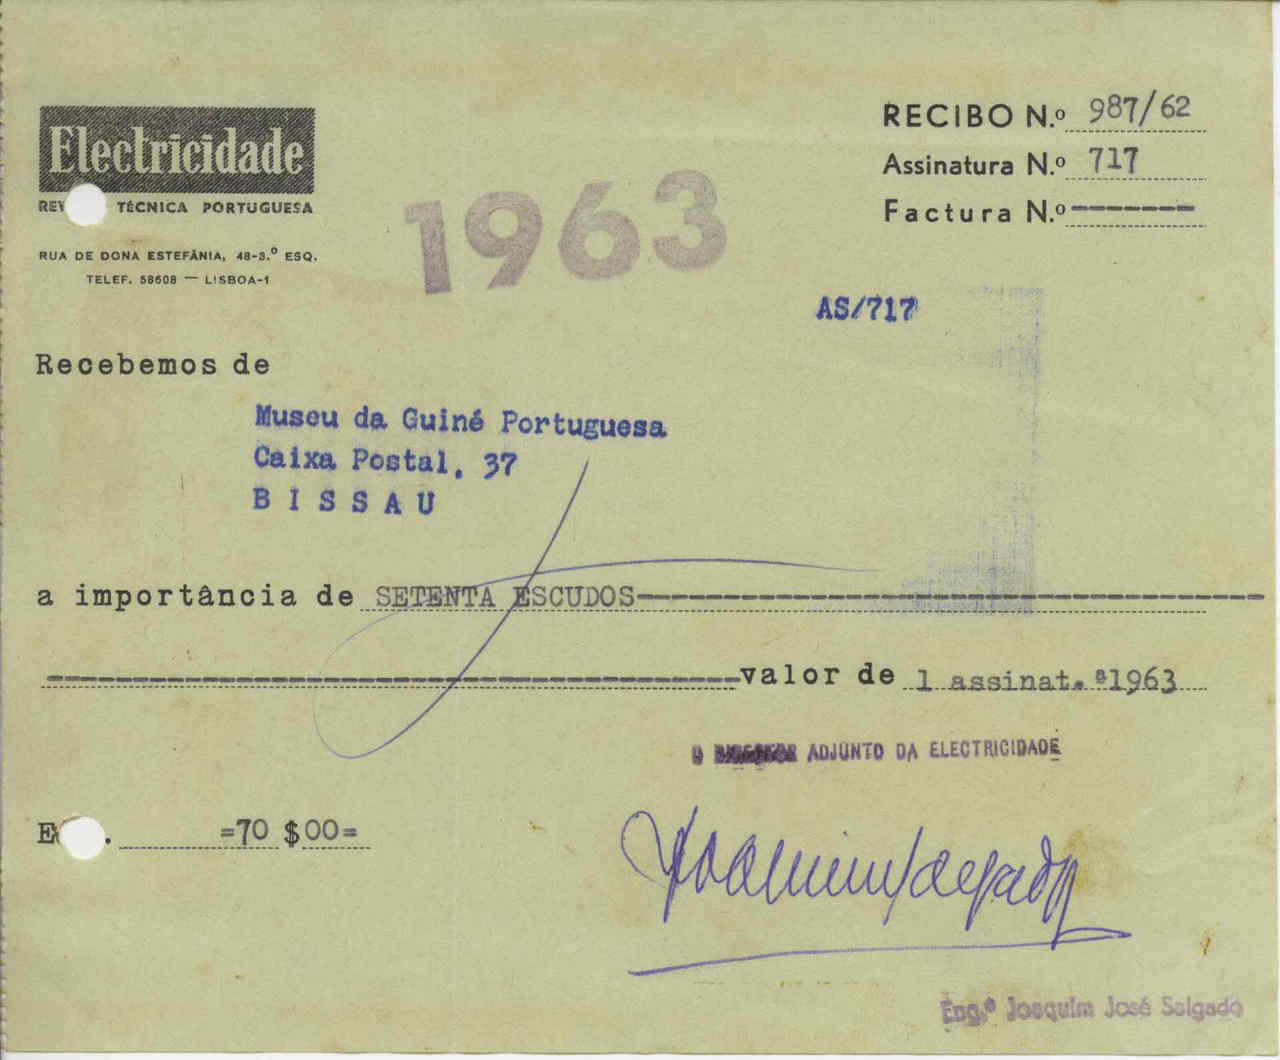 Electricidade
TÉCNICA PORTUGUESA
RUA DE DONA ESTEFÂNIA, 48-3.º ESQ.
TELEF. 58608 — LISBOA-1
1963
RECIBO N.º 987/62
Assinatura N.º 717
Factura N.º -------
AS/717
Recebemos de
Museu da Guiné Portuguesa
Caixa Postal. 37
B I S S A U
a importância de SETENTA ESCUDOS
valor de 1 assinat.ª 1963
O ADJUNTO DA ELECTRICIDADE
=70 $00=
Joaquim Salgado
Eng.º Joaquim José Salgado